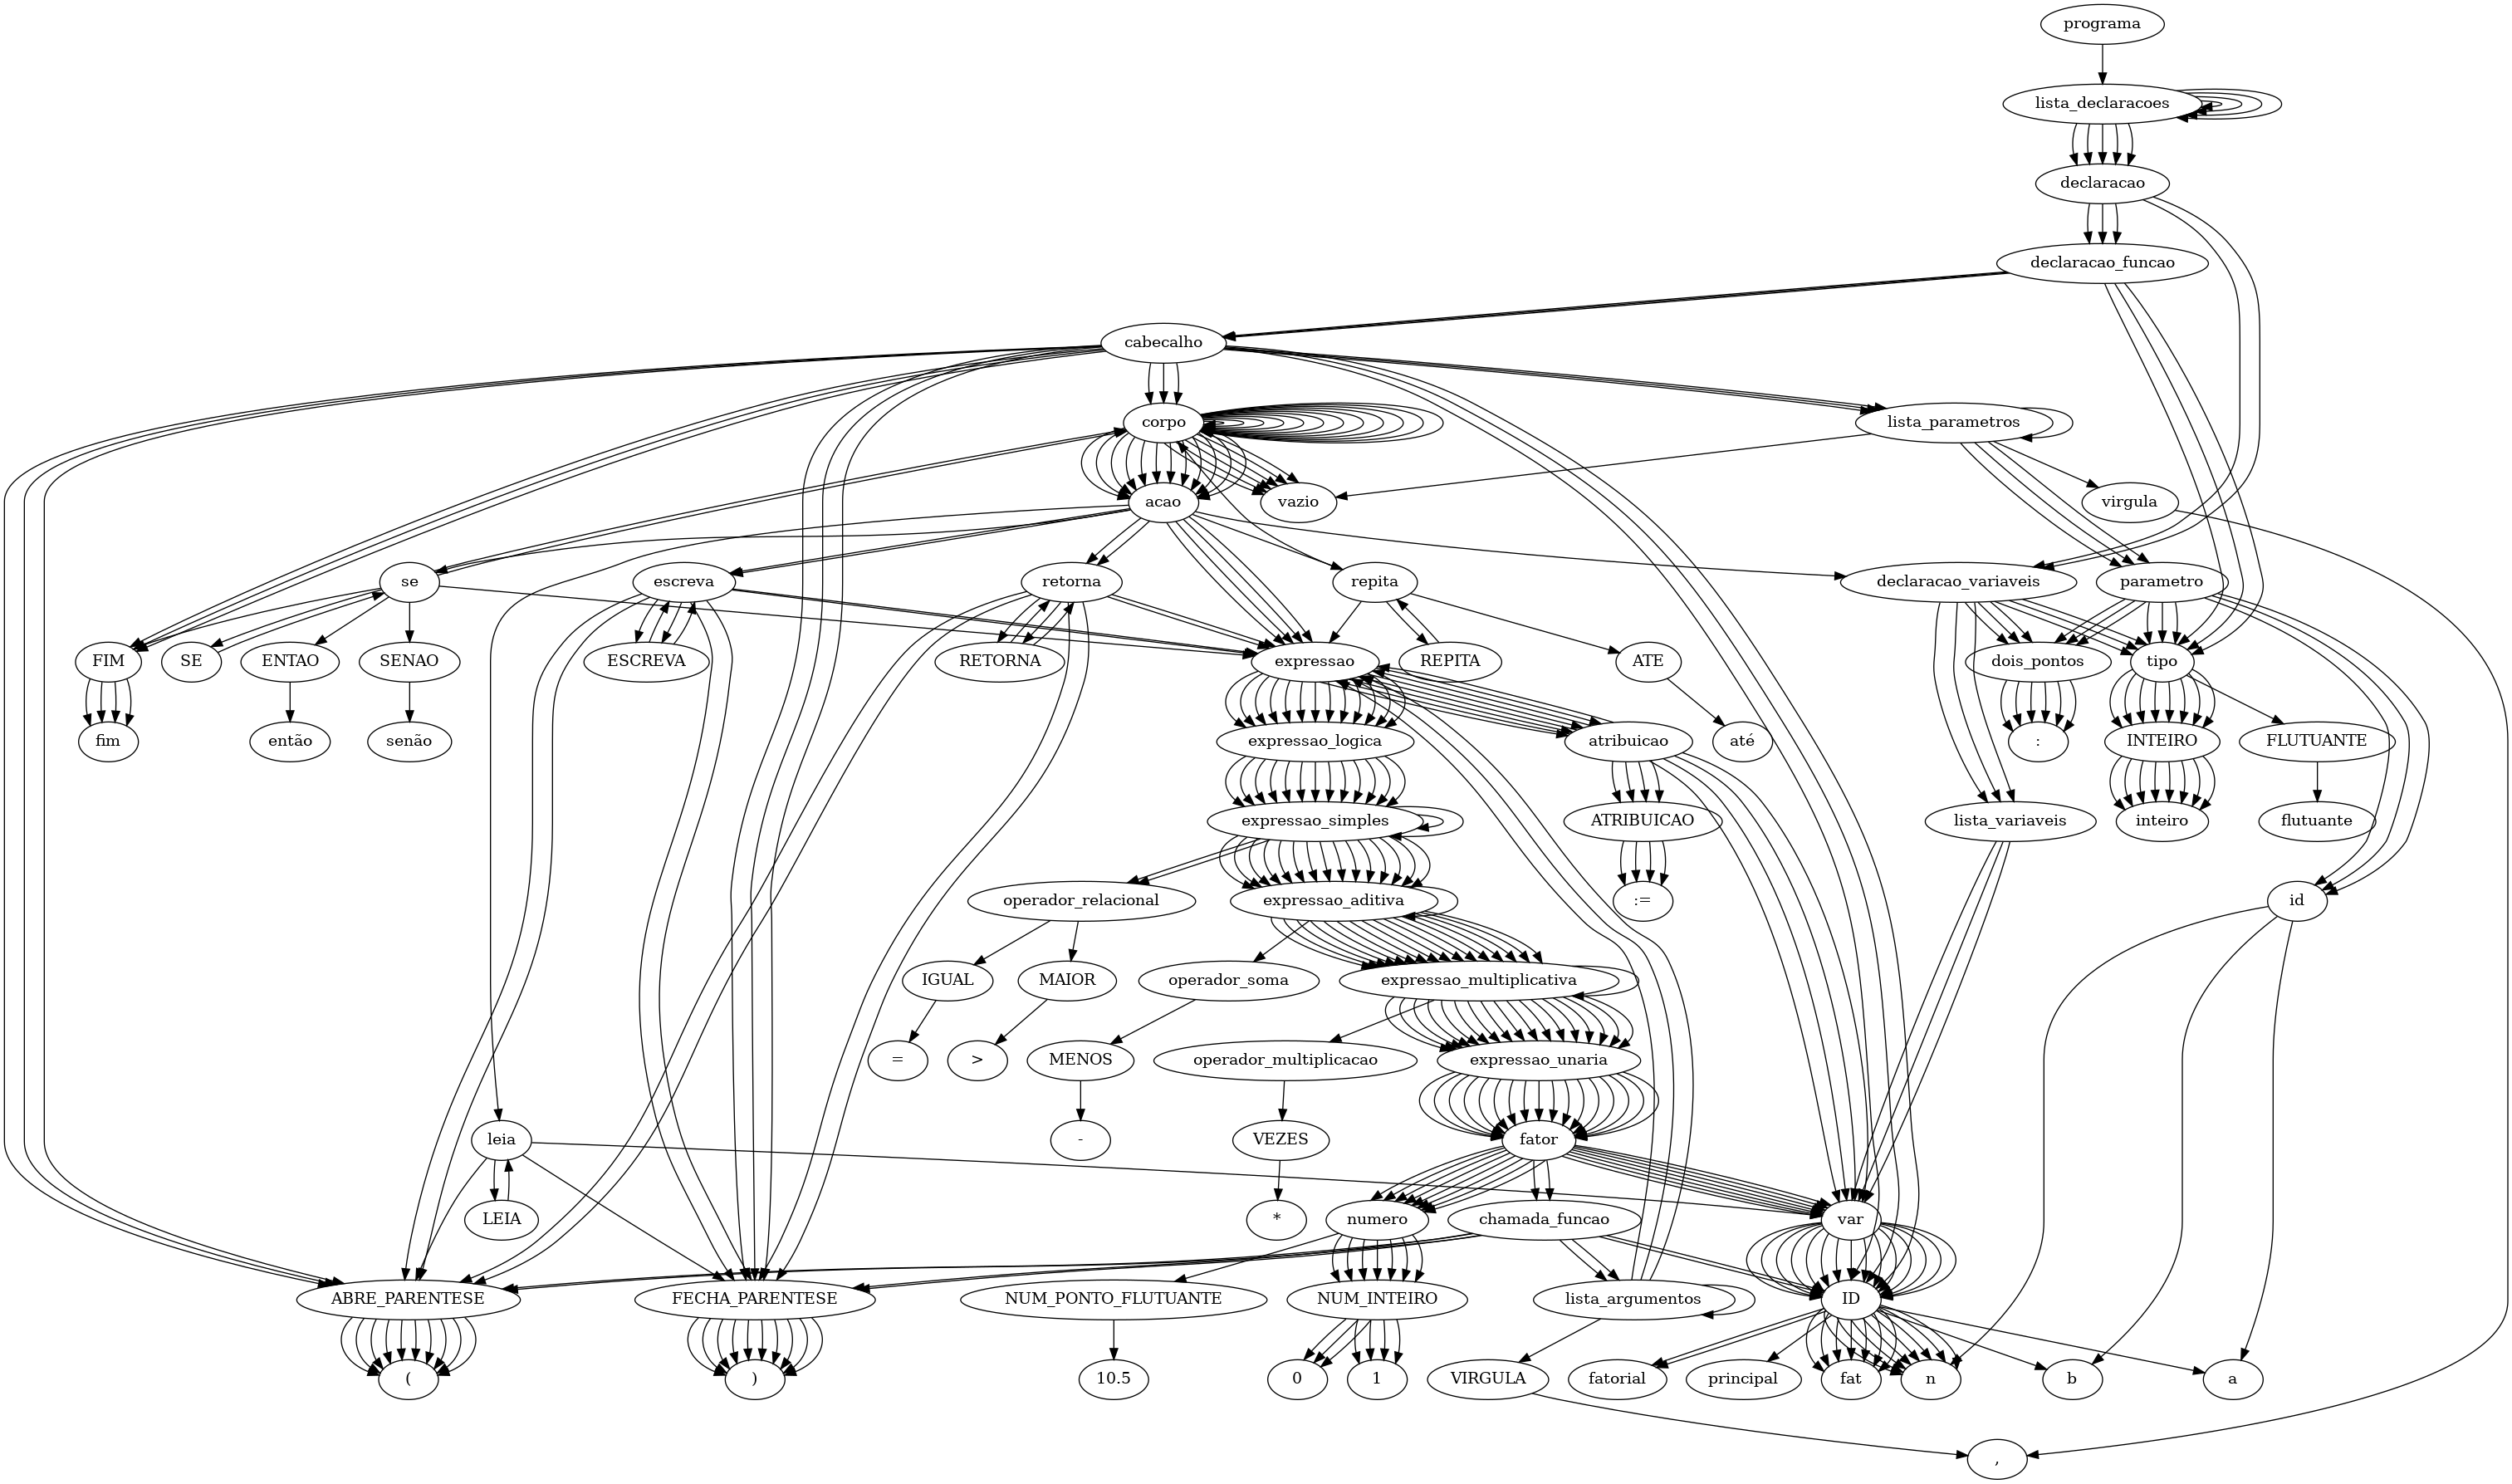 programa
lista_declaracoes
declaracao
declaracao_funcao
cabecalho
corpo
lista_parametros
acao
vazio
virgula
se
escreva
retorna
repita
declaracao_variaveis
parametro
FIM
SE
ENTAO
SENAO
ESCREVA
RETORNA
expressao
REPITA
ATE
dois_pontos
tipo
fim
então
senão
expressao_logica
atribuicao
até
:
INTEIRO
FLUTUANTE
expressao_simples
ATRIBUICAO
lista_variaveis
inteiro
flutuante
operador_relacional
expressao_aditiva
:=
id
IGUAL
MAIOR
operador_soma
expressao_multiplicativa
=
>
MENOS
operador_multiplicacao
expressao_unaria
leia
-
VEZES
fator
LEIA
*
numero
chamada_funcao
var
ABRE_PARENTESE
FECHA_PARENTESE
NUM_PONTO_FLUTUANTE
NUM_INTEIRO
lista_argumentos
ID
(
)
10.5
0
1
VIRGULA
fatorial
principal
fat
n
b
a
,